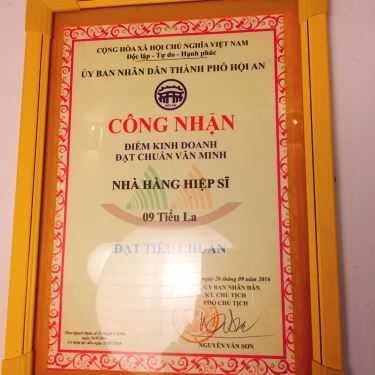 CỘNG HÒA XÃ HỘI CHỦ NGHĨA VIỆT NAM
Độc lập - Tự do - Hạnh phúc
ỦY BAN NHÂN DÂN THÀNH PHỐ HỘI AN
CÔNG NHẬN
ĐIỂM KINH DOANH
ĐẠT CHUẨN VĂN MINH
NHÀ HÀNG HIỆP SĨ
09 Tiểu La
ĐẠT TIÊU CHUẨN
ngày 26 tháng 09 năm 2016
ỦY BAN NHÂN DÂN
KT. CHỦ TỊCH
PHÓ CHỦ TỊCH
NGUYỄN VĂN SƠN